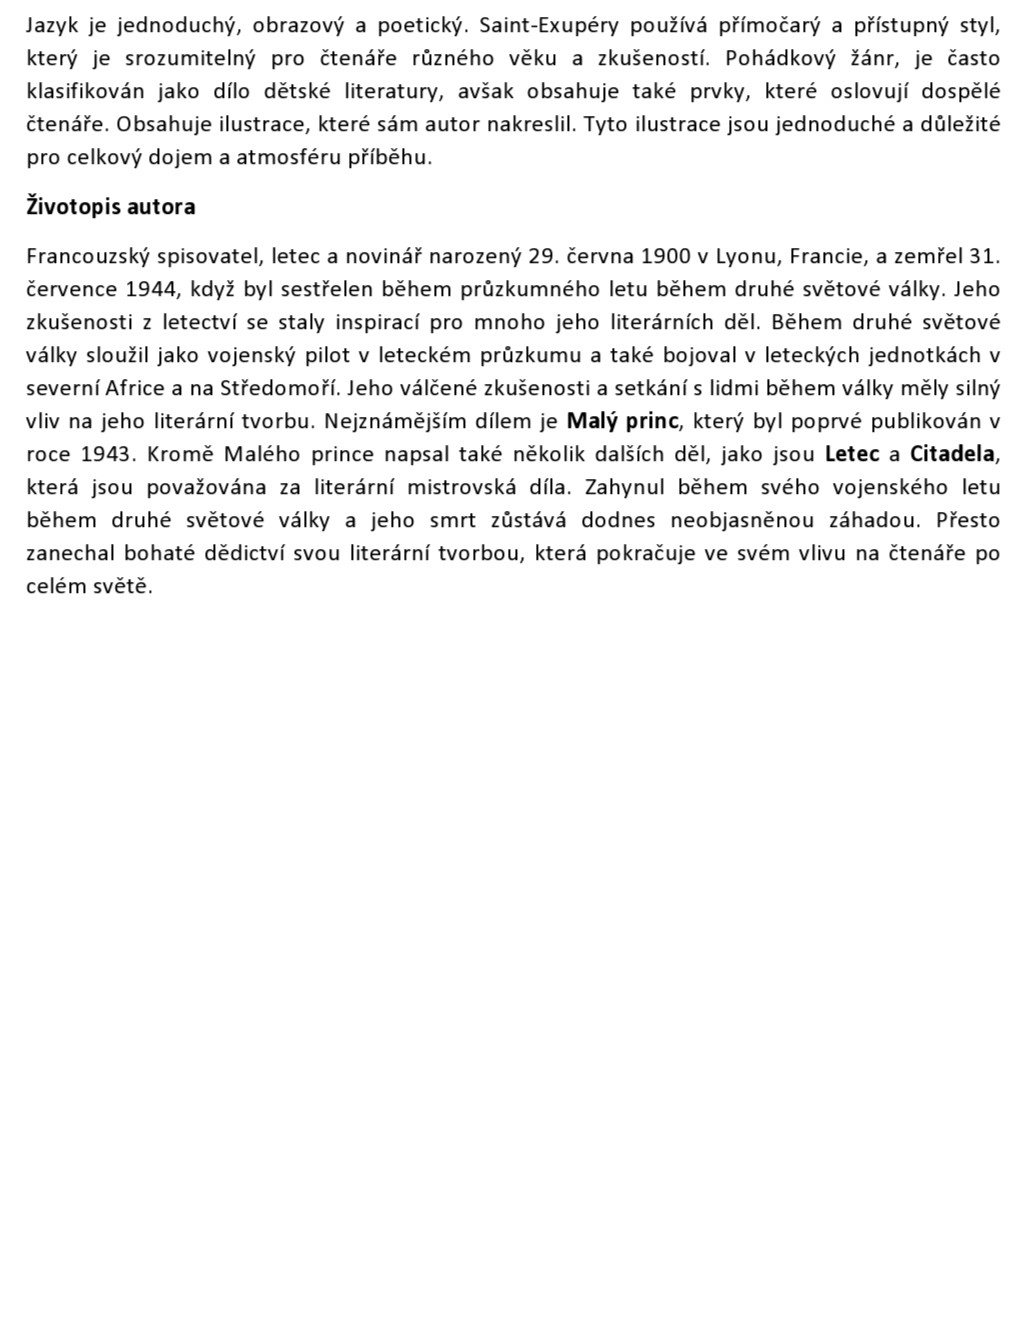 Jazyk je jednoduchý, obrazový a poetický. Saint-Exupéry používá přímočarý a přístupný styl,
který je srozumitelný pro čtenáře různého věku a zkušeností. Pohádkový žánr, je často
klasifikován jako dílo dětské literatury, avšak obsahuje také prvky, které oslovují dospělé
čtenáře. Obsahuje ilustrace, které sám autor nakreslil. Tyto ilustrace jsou jednoduché a důležité
pro celkový dojem a atmosféru příběhu.
Životopis autora
Francouzský spisovatel, letec a novinář narozený 29. června 1900 v Lyonu, Francie, a zemřel 31.
července 1944, když byl sestřelen během průzkumného letu během druhé světové války. Jeho
zkušenosti z letectví se staly inspirací pro mnoho jeho literárních děl. Během druhé světové
války sloužil jako vojenský pilot v leteckém průzkumu a také bojoval v leteckých jednotkách v
severní Africe a na Středomoří. Jeho válčené zkušenosti a setkání s lidmi během války měly silný
vliv na jeho literární tvorbu. Nejznámějším dílem je Malý princ, který byl poprvé publikován v
roce 1943. Kromě Malého prince napsal také několik dalších děl, jako jsou Letec a Citadela,
která jsou považována za literární mistrovská díla. Zahynul během svého vojenského letu
během druhé světové války a jeho smrt zůstává dodnes neobjasněnou záhadou. Přesto
zanechal bohaté dědictví svou literární tvorbou, která pokračuje ve svém vlivu na čtenáře po
celém světě.